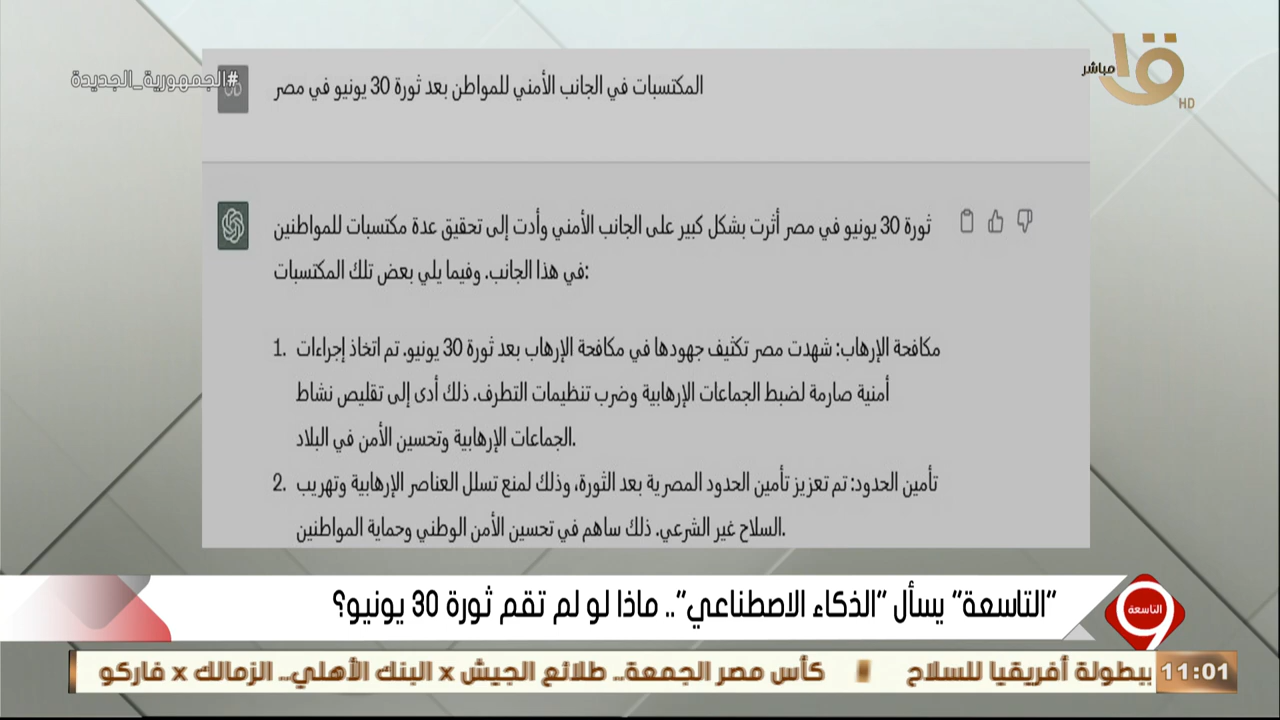 #الجمهورية_الجديدة
مباشر
HD
المكتسبات في الجانب الأمني للمواطن بعد ثورة 30 يونيو في مصر
ثورة 30 يونيو في مصر أثرت بشكل كبير على الجانب الأمني وأدت إلى تحقيق عدة مكتسبات للمواطنين
في هذا الجانب. وفيما يلي بعض تلك المكتسبات:
1. مكافحة الإرهاب: شهدت مصر تكثيف جهودها في مكافحة الإرهاب بعد ثورة 30 يونيو. تم اتخاذ إجراءات
أمنية صارمة لضبط الجماعات الإرهابية وضرب تنظيمات التطرف. ذلك أدى إلى تقليص نشاط
الجماعات الإرهابية وتحسين الأمن في البلاد.
2. تأمين الحدود: تم تعزيز تأمين الحدود المصرية بعد الثورة، وذلك لمنع تسلل العناصر الإرهابية وتهريب
السلاح غير الشرعي. ذلك ساهم في تحسين الأمن الوطني وحماية المواطنين.
"التاسعة" يسأل "الذكاء الاصطناعي".. ماذا لو لم تقم ثورة 30 يونيو؟
التاسعة
9
11:01
ببطولة أفريقيا للسلاح
كأس مصر الجمعة.. طلائع الجيش x البنك الأهلي.. الزمالك x فاركو